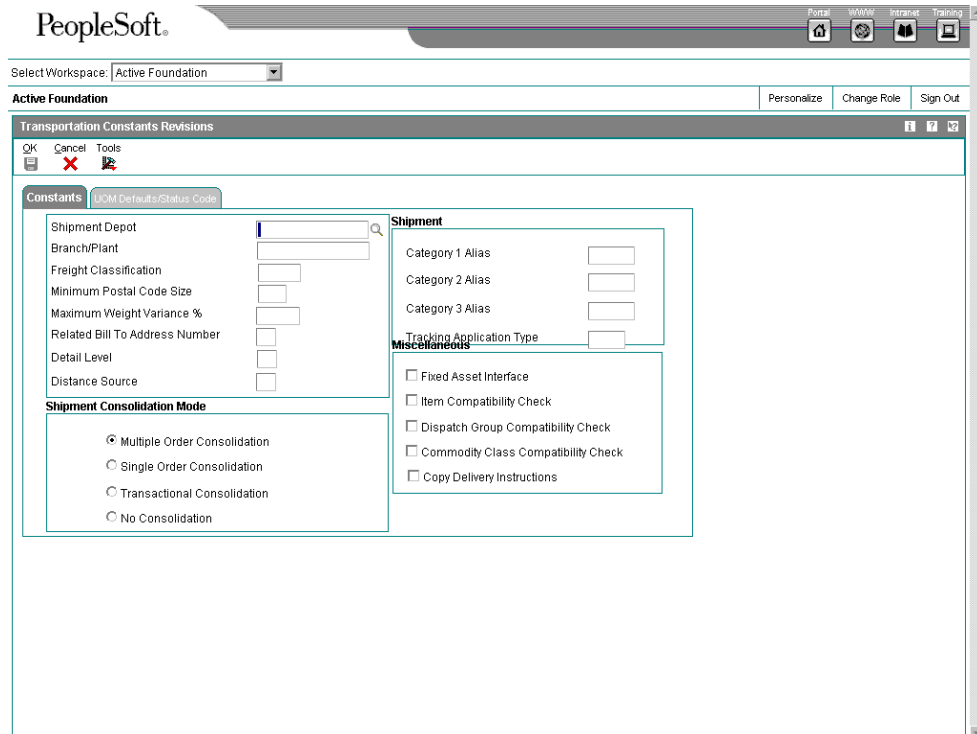 PeopleSoft®
Portal WWW Intranet Training
Select Workspace: Active Foundation
Active Foundation
Personalize Change Role Sign Out
Transportation Constants Revisions
OK Cancel Tools
Constants UOM Defaults/Status Code
Shipment Depot
Branch/Plant
Freight Classification
Minimum Postal Code Size
Maximum Weight Variance %
Related Bill To Address Number
Detail Level
Distance Source
Shipment Consolidation Mode
Multiple Order Consolidation
Single Order Consolidation
Transactional Consolidation
No Consolidation
Shipment
Category 1 Alias
Category 2 Alias
Category 3 Alias
Tracking Application Type
Miscellaneous
Fixed Asset Interface
Item Compatibility Check
Dispatch Group Compatibility Check
Commodity Class Compatibility Check
Copy Delivery Instructions